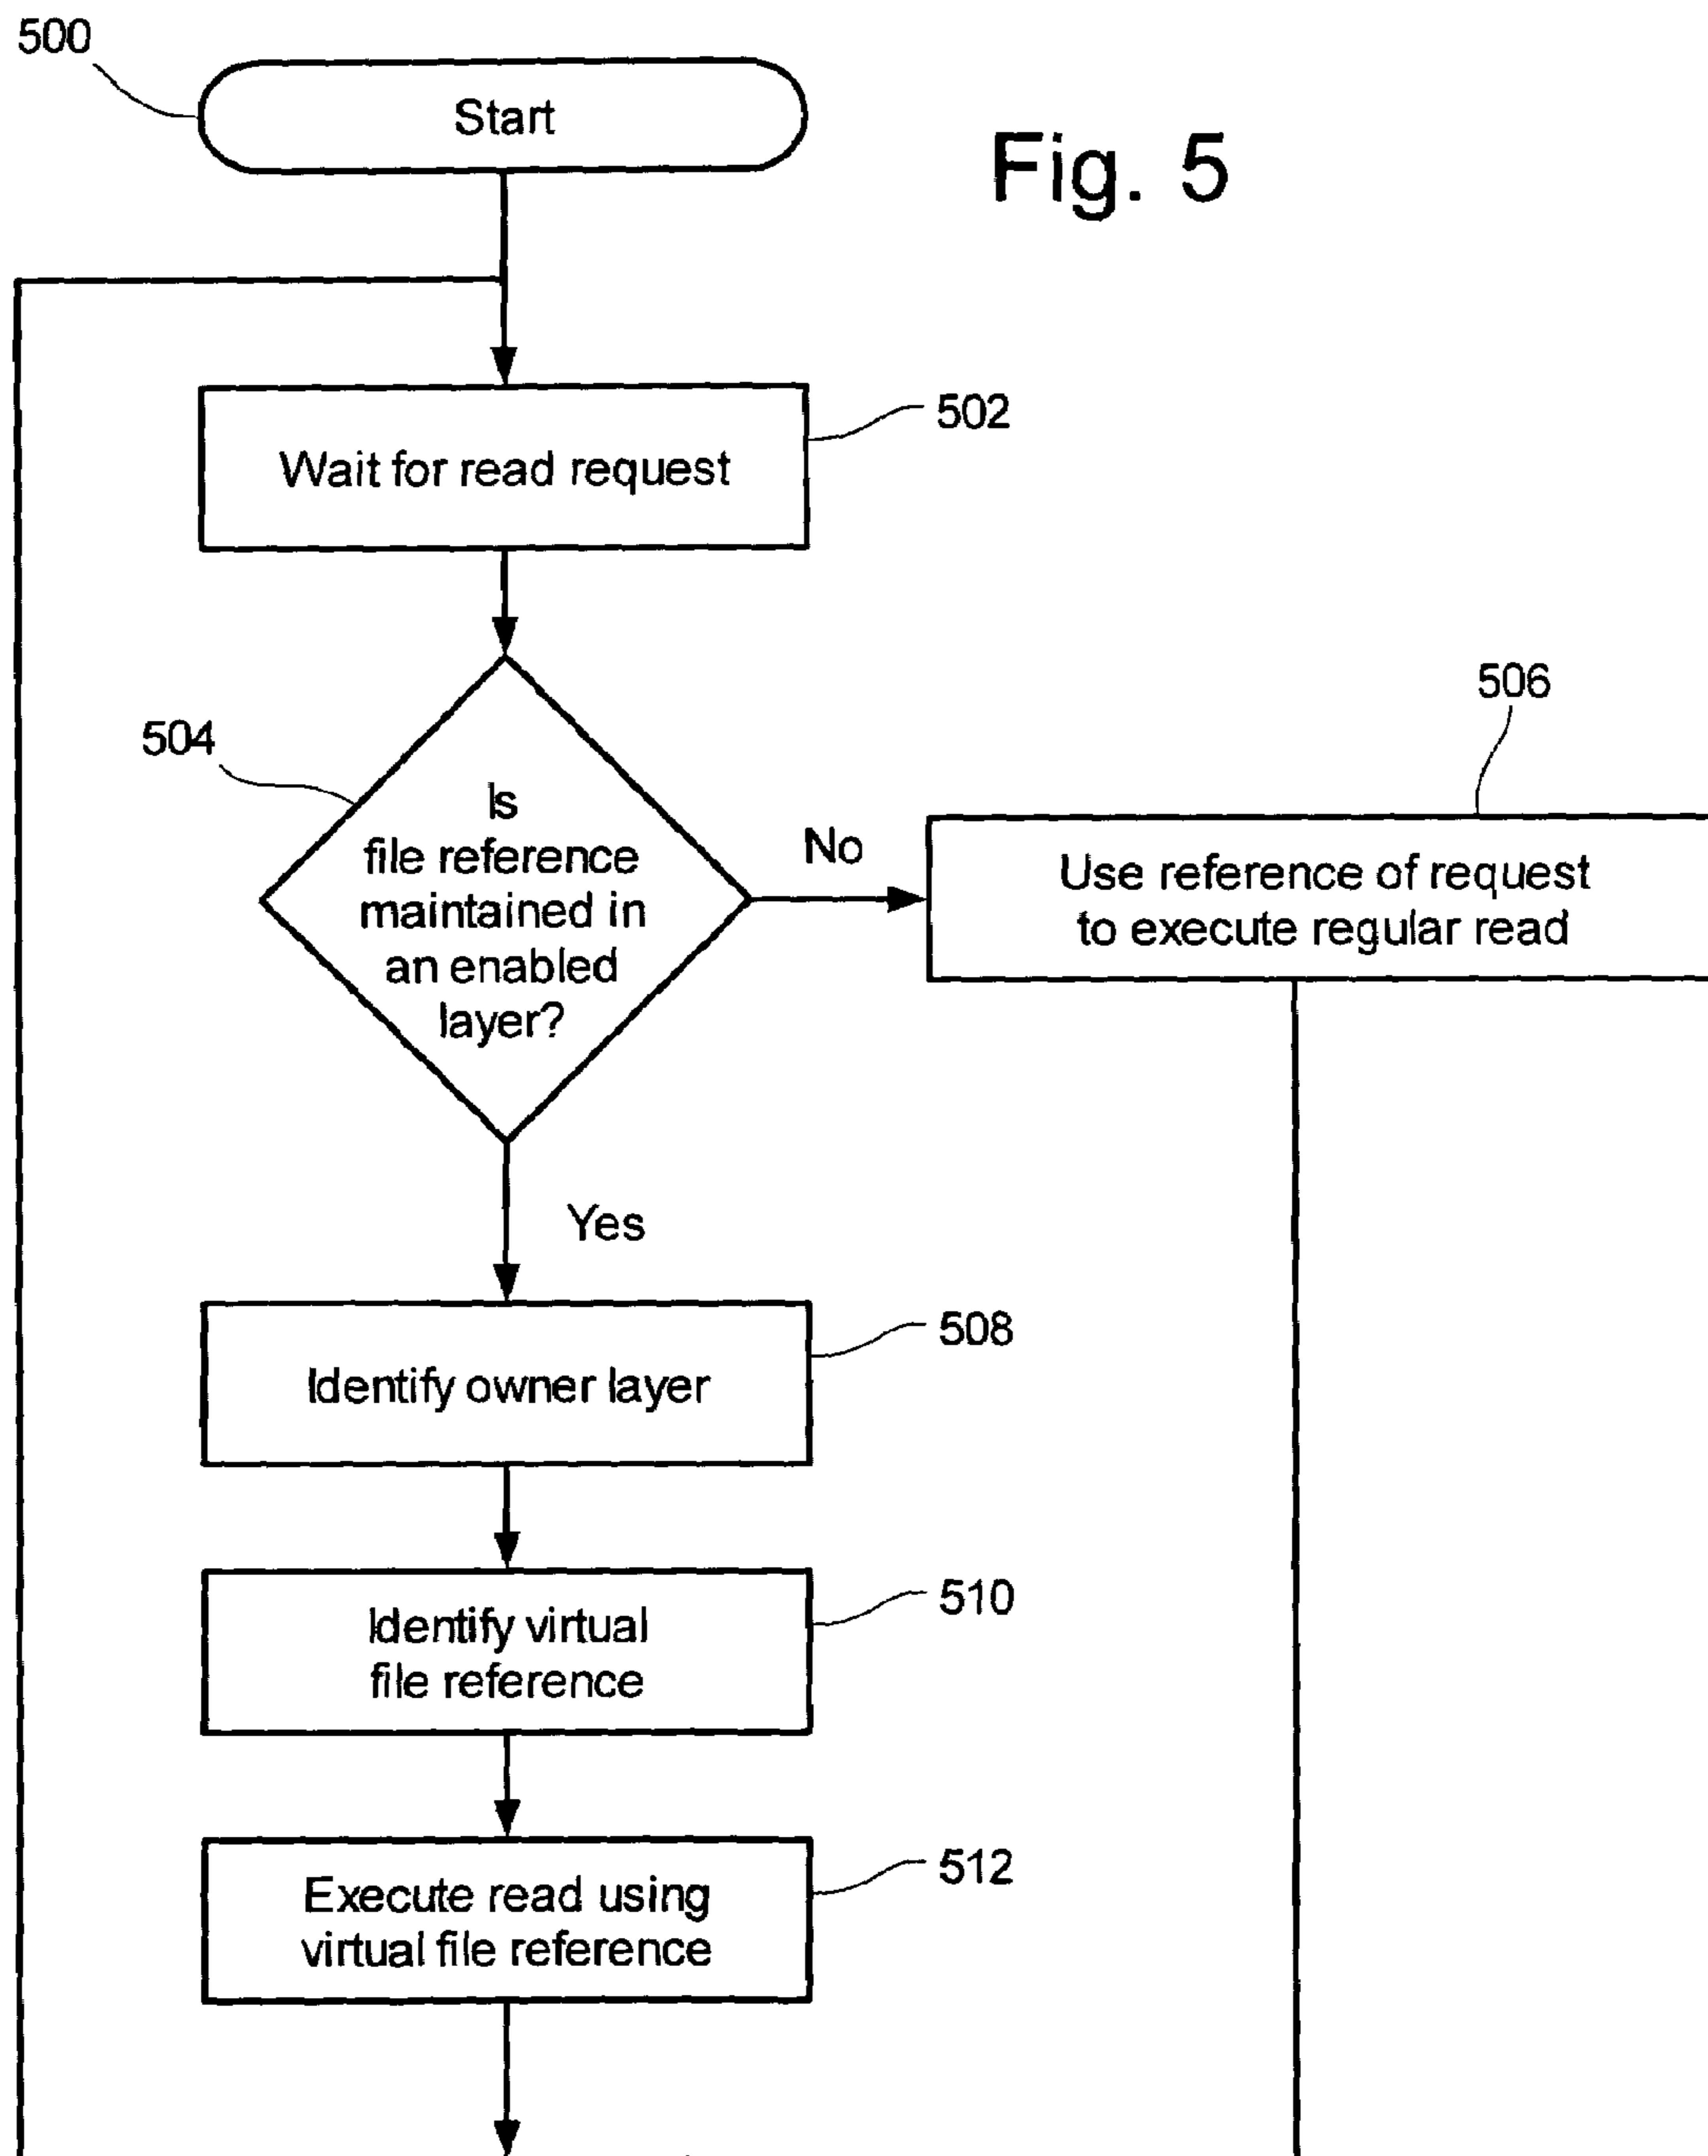 500
Start
Fig. 5
502
Wait for read request
504
Is
file reference
maintained in
an enabled
layer?
No
506
Use reference of request
to execute regular read
Yes
508
Identify owner layer
510
Identify virtual
file reference
512
Execute read using
virtual file reference